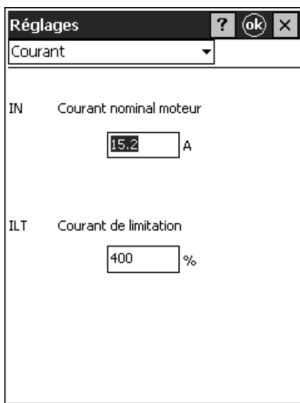 Réglages ? ok ×
Courant
IN Courant nominal moteur
15.2 A
ILT Courant de limitation
400 %